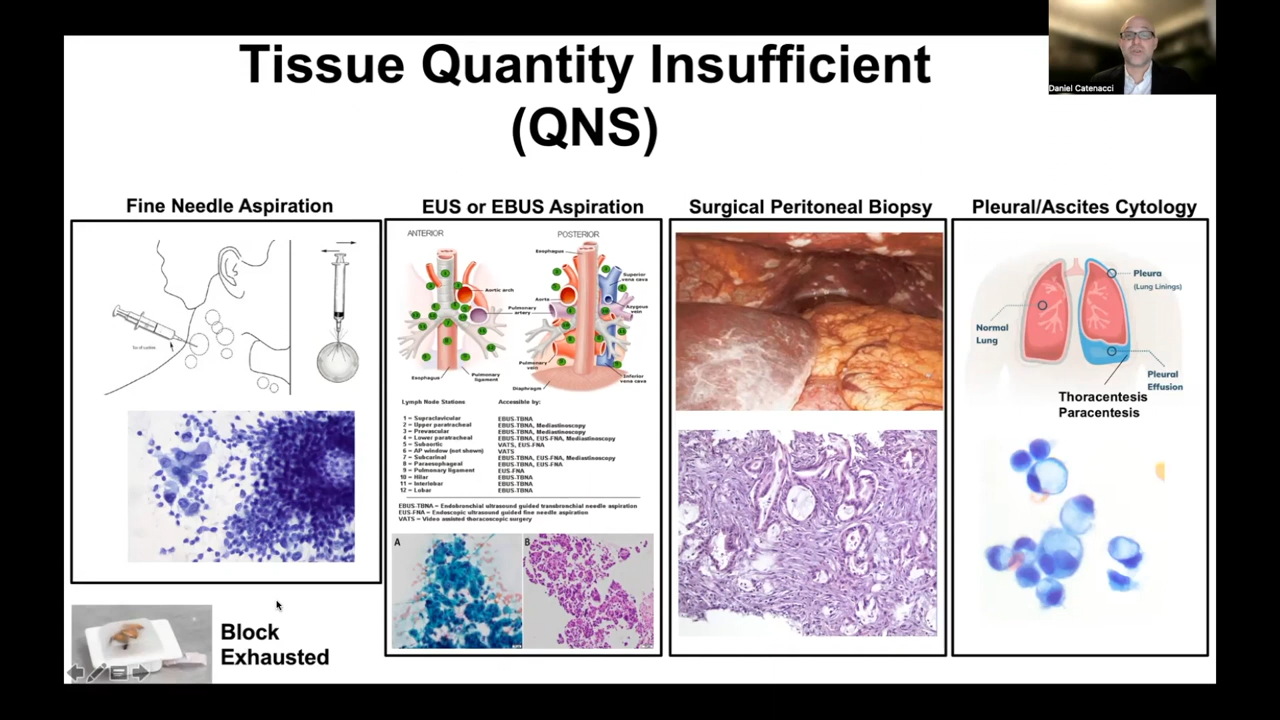 Tissue Quantity Insufficient
(QNS)
Daniel Catenacci
Fine Needle Aspiration
EUS or EBUS Aspiration
ANTERIOR
POSTERIOR
Esophagus
Superior
vena cava
Aortic arch
Aorta
Azygous
vein
Pulmonary
artery
Pulmonary
vein
Esophagus
Pulmonary
ligament
Diaphragm
Inferior
vena cava
Lymph Node Stations
Accessible by:
1 = Supraclavicular EBUS-TBNA
2 = Upper paratracheal EBUS-TBNA, Mediastinoscopy
3 = Prevascular EBUS-TBNA, Mediastinoscopy
4 = Lower paratracheal EBUS-TBNA, EUS-FNA, Mediastinoscopy
5 = Subaortic VATS, EUS-FNA
6 = AP window (not shown) VATS
7 = Subcarinal EBUS-TBNA, EUS-FNA, Mediastinoscopy
8 = Paraesophageal EBUS-TBNA, EUS-FNA
9 = Pulmonary ligament EUS-FNA
10 = Hilar EBUS-TBNA
11 = Interlobar EBUS-TBNA
12 = Lobar EBUS-TBNA
EBUS-TBNA = Endobronchial ultrasound guided transbronchial needle aspiration
EUS-FNA = Endoscopic ultrasound guided fine needle aspiration
VATS = Video assisted thoracoscopic surgery
A
B
Surgical Peritoneal Biopsy
Pleural/Ascites Cytology
Pleura
(Lung Linings)
Normal
Lung
Pleural
Effusion
Thoracentesis
Paracentesis
Block
Exhausted